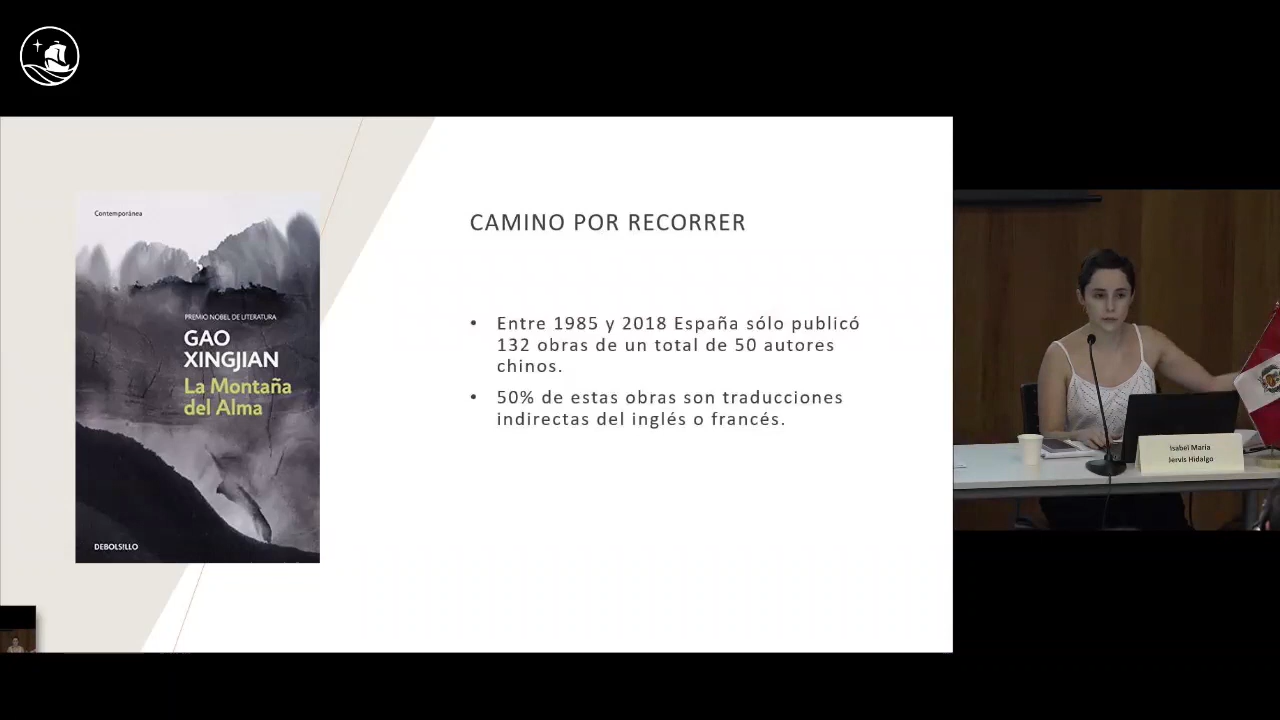 Contemporánea
PREMIO NOBEL DE LITERATURA
GAO
XINGJIAN
La Montaña
del Alma
DEBOLS!LLO
CAMINO POR RECORRER
• Entre 1985 y 2018 España sólo publicó
132 obras de un total de 50 autores
chinos.
• 50% de estas obras son traducciones
indirectas del inglés o francés.
Isabel María
Jervis Hidalgo